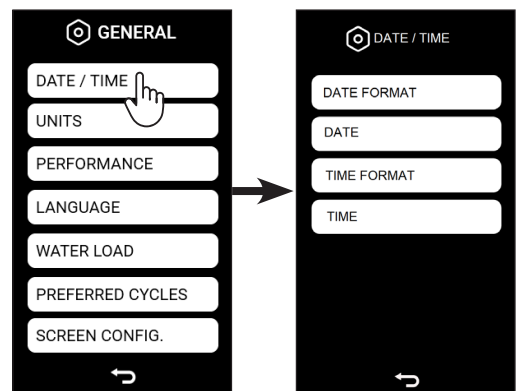 GENERAL
DATE / TIME
UNITS
PERFORMANCE
LANGUAGE
WATER LOAD
PREFERRED CYCLES
SCREEN CONFIG.
DATE / TIME
DATE FORMAT
DATE
TIME FORMAT
TIME